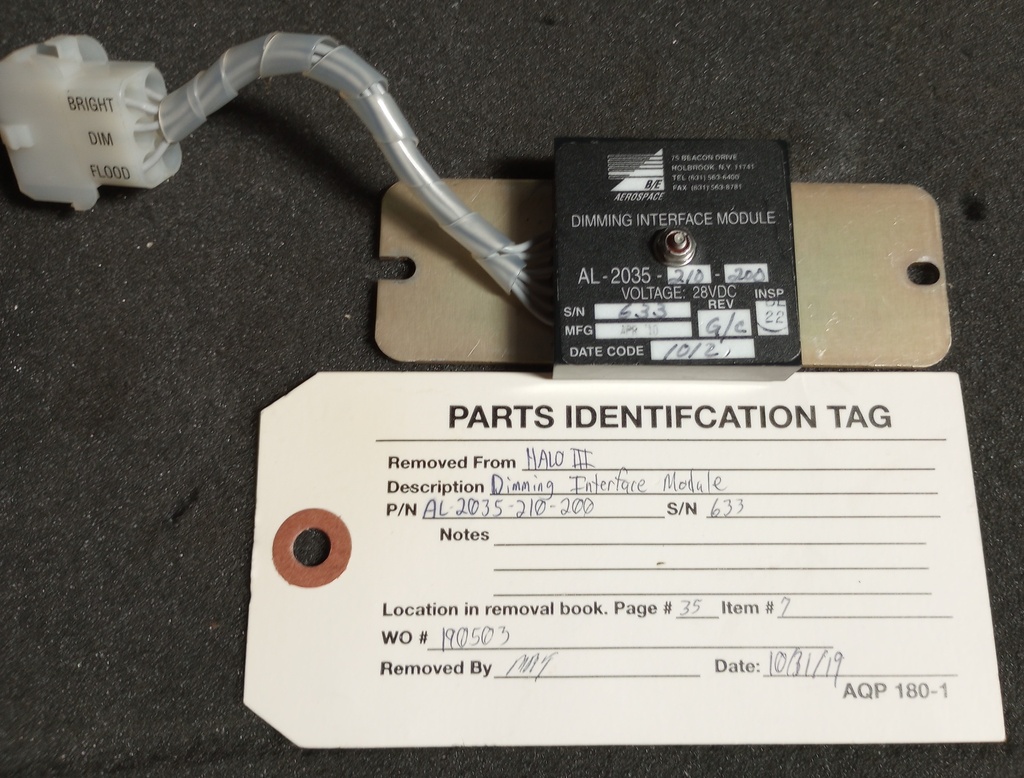 BRIGHT
DIM
FLOOD
B/E
AEROSPACE
75 BEACON DRIVE
HOLBROOK, N.Y. 11741
TEL (631) 563-6400
FAX (631) 563-8781
DIMMING INTERFACE MODULE
AL-2035-210-200
VOLTAGE: 28VDC
S/N 633 REV G/C INSP 22
MFG
DATE CODE 1012
PARTS IDENTIFCATION TAG
Removed From HALO III
Description Dimming Interface Module
P/N AL-2035-210-200 S/N 633
Notes
Location in removal book. Page # 35 Item # 7
WO # 190503
Removed By
Date: 10/31/19
AQP 180-1